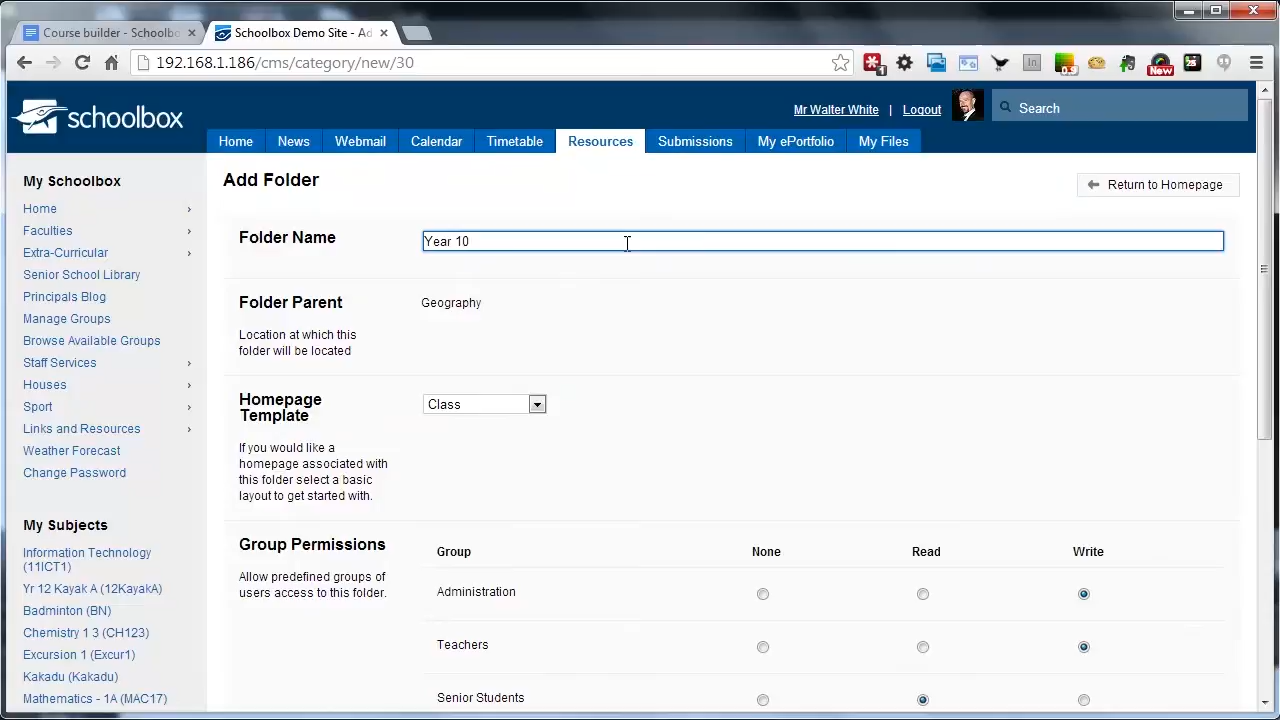 Course builder - Schoolbo
Schoolbox Demo Site - Ad
192.168.1.186/cms/category/new/30
1
0.9
New
schoolbox
Mr Walter White | Logout
Search
Home
News
Webmail
Calendar
Timetable
Resources
Submissions
My ePortfolio
My Files
My Schoolbox
Home
Faculties
Extra-Curricular
Senior School Library
Principals Blog
Manage Groups
Browse Available Groups
Staff Services
Houses
Sport
Links and Resources
Weather Forecast
Change Password
My Subjects
Information Technology
(11ICT1)
Yr 12 Kayak A (12KayakA)
Badminton (BN)
Chemistry 1 3 (CH123)
Excursion 1 (Excur1)
Kakadu (Kakadu)
Mathematics - 1A (MAC17)
Add Folder
Return to Homepage
Folder Name
Year 10
Folder Parent
Geography
Location at which this
folder will be located
Homepage
Template
Class
If you would like a
homepage associated with
this folder select a basic
layout to get started with.
Group Permissions
Allow predefined groups of
users access to this folder.
Group None Read Write
Administration
Teachers
Senior Students